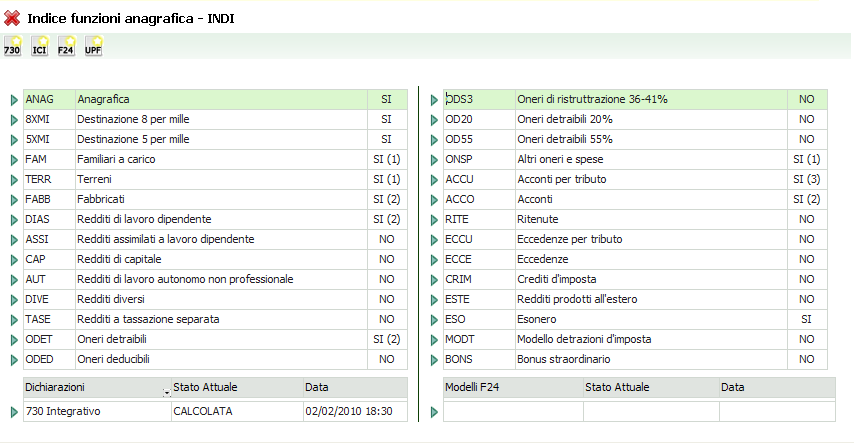 Indice funzioni anagrafica - INDI
730 ICI F24 UPF
ANAG Anagrafica SI
8XMI Destinazione 8 per mille SI
5XMI Destinazione 5 per mille SI
FAM Familiari a carico SI (1)
TERR Terreni SI (1)
FABB Fabbricati SI (2)
DIAS Redditi di lavoro dipendente SI (2)
ASSI Redditi assimilati a lavoro dipendente NO
CAP Redditi di capitale NO
AUT Redditi di lavoro autonomo non professionale NO
DIVE Redditi diversi NO
TASE Redditi a tassazione separata NO
ODET Oneri detraibili SI (2)
ODED Oneri deducibili NO
Dichiarazioni Stato Attuale Data
730 Integrativo CALCOLATA 02/02/2010 18:30
ODS3 Oneri di ristruttrazione 36-41% NO
OD20 Oneri detraibili 20% NO
OD55 Oneri detraibili 55% NO
ONSP Altri oneri e spese SI (1)
ACCU Acconti per tributo SI (3)
ACCO Acconti SI (2)
RITE Ritenute NO
ECCU Eccedenze per tributo NO
ECCE Eccedenze NO
CRIM Crediti d'imposta NO
ESTE Redditi prodotti all'estero NO
ESO Esonero SI
MODT Modello detrazioni d'imposta NO
BONS Bonus straordinario NO
Modelli F24 Stato Attuale Data